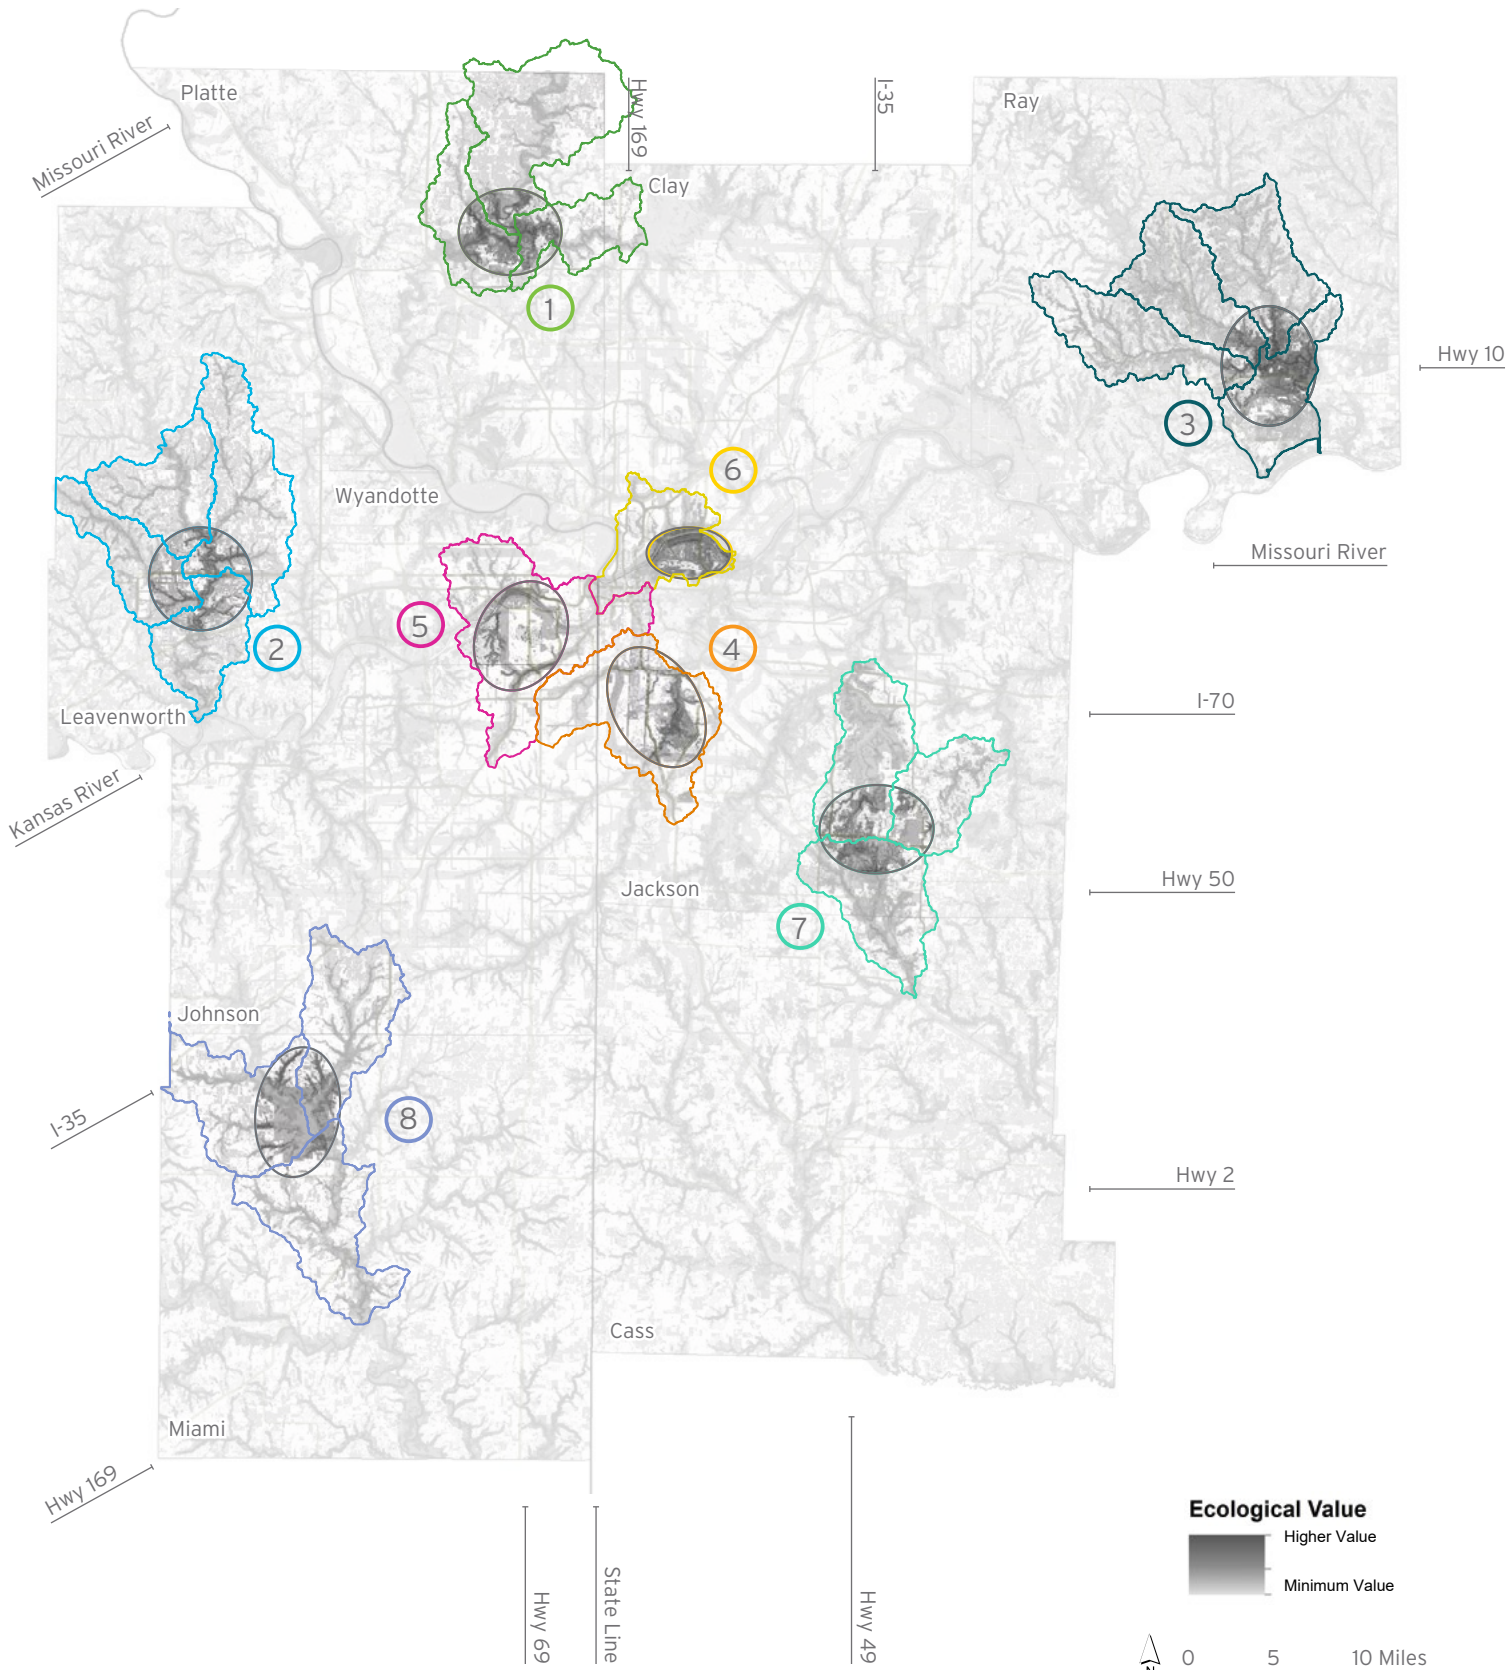 Platte
Missouri River
Hwy 169
I-35
Ray
Clay
1
Hwy 10
3
6
Wyandotte
Missouri River
5
4
2
Leavenworth
I-70
Kansas River
Hwy 50
Jackson
7
Johnson
I-35
8
Hwy 2
Cass
Miami
Hwy 169
Ecological Value
Higher Value
Minimum Value
Hwy 69
State Line
Hwy 49
N
0 5 10 Miles